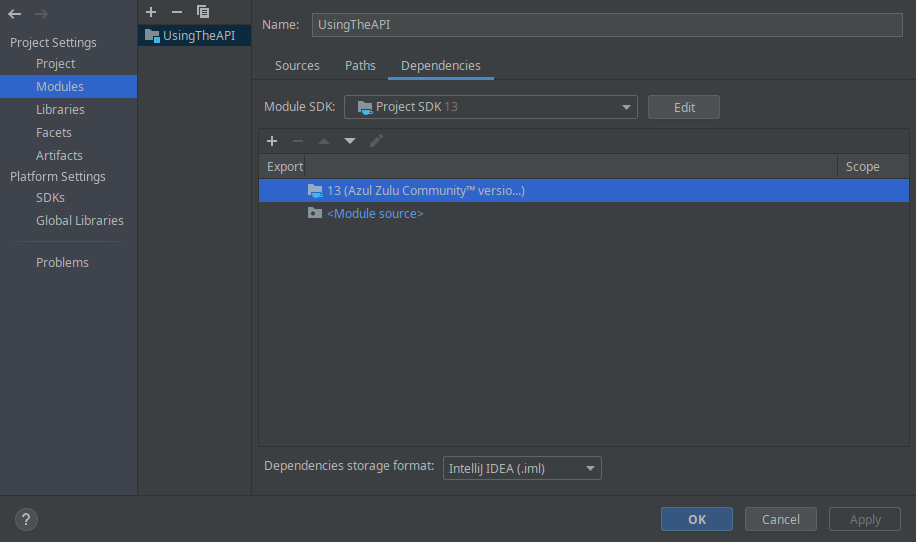 Project Settings
Project
Modules
Libraries
Facets
Artifacts
Platform Settings
SDKs
Global Libraries
Problems
UsingTheAPI
Name: UsingTheAPI
Sources Paths Dependencies
Module SDK: Project SDK 13 Edit
Export Scope
13 (Azul Zulu Community™ versio...)
<Module source>
Dependencies storage format: IntelliJ IDEA (.iml)
? OK Cancel Apply